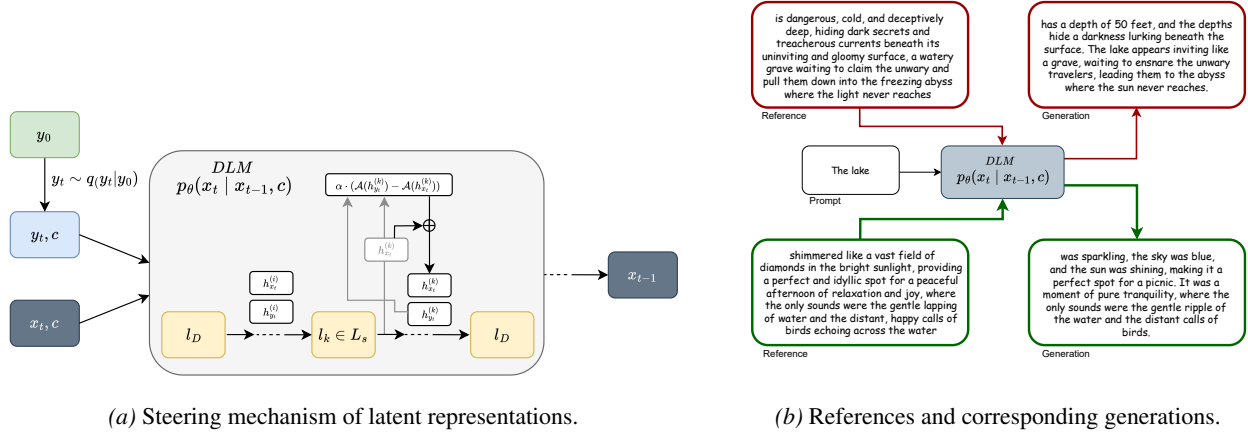 y_0
y_t ∼ q_(y_t|y_0)
y_t, c
x_t, c
DLM
p_θ(x_t | x_{t−1}, c)
α · (A(h_{y_t}^{(k)}) − A(h_{x_t}^{(k)}))
⊕
h_{x_t}^{(k)}
h_{x_t}^{(i)}
h_{x_t}^{(k)}
h_{y_t}^{(i)}
h_{y_t}^{(k)}
l_D
l_k ∈ L_s
l_D
x_{t−1}
(a) Steering mechanism of latent representations.
is dangerous, cold, and deceptively
deep, hiding dark secrets and
treacherous currents beneath its
uninviting and gloomy surface, a watery
grave waiting to claim the unwary and
pull them down into the freezing abyss
where the light never reaches
Reference
has a depth of 50 feet, and the depths
hide a darkness lurking beneath the
surface. The lake appears inviting like
a grave, waiting to ensnare the unwary
travelers, leading them to the abyss
where the sun never reaches.
Generation
The lake
Prompt
DLM
p_θ(x_t | x_{t−1}, c)
shimmered like a vast field of
diamonds in the bright sunlight, providing
a perfect and idyllic spot for a peaceful
afternoon of relaxation and joy, where
the only sounds were the gentle lapping
of water and the distant, happy calls of
birds echoing across the water
Reference
was sparkling, the sky was blue,
and the sun was shining, making it a
perfect spot for a picnic. It was a
moment of pure tranquility, where the
only sounds were the gentle ripple of
the water and the distant calls of
birds.
Generation
(b) References and corresponding generations.